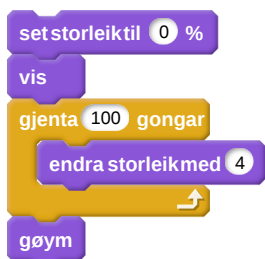 set storleik til 0 %
vis
gjenta 100 gongar
endra storleik med 4
gøym